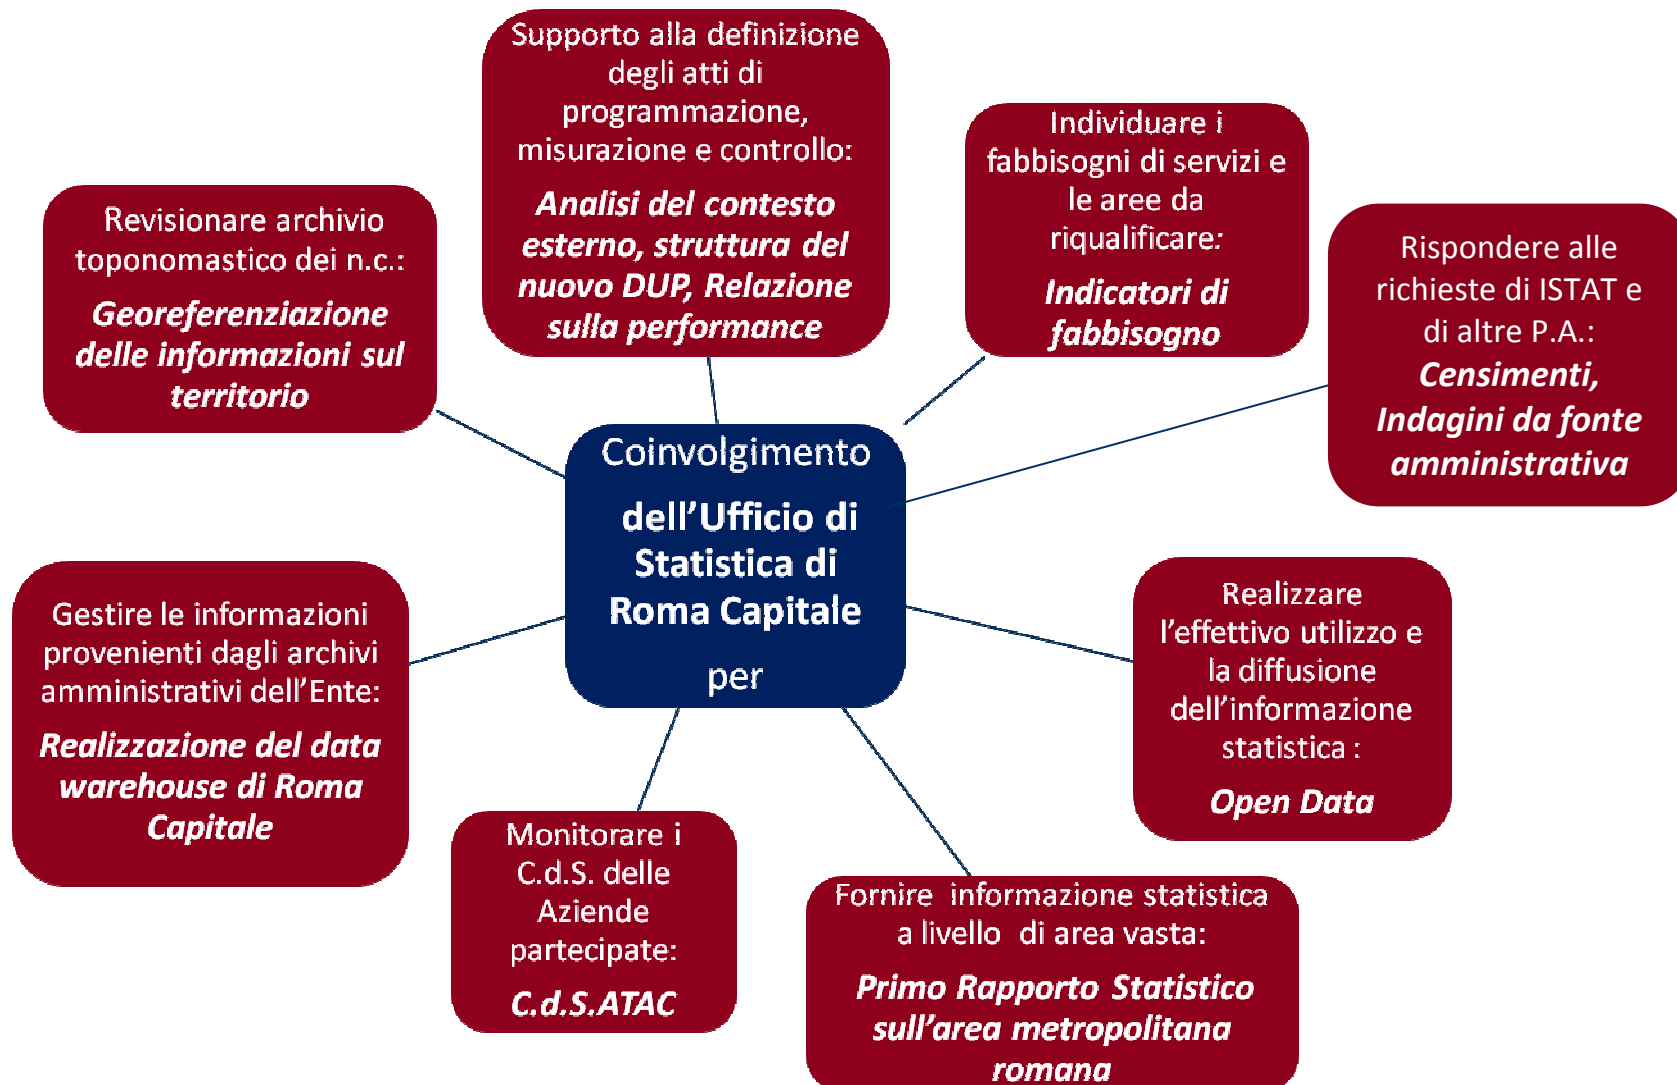 Supporto alla definizione
degli atti di
programmazione,
misurazione e controllo:
Analisi del contesto
esterno, struttura del
nuovo DUP, Relazione
sulla performance
Individuare i
fabbisogni di servizi e
le aree da
riqualificare:
Indicatori di
fabbisogno
Rispondere alle
richieste di ISTAT e
di altre P.A.:
Censimenti,
Indagini da fonte
amministrativa
Revisionare archivio
toponomastico dei n.c.:
Georeferenziazione
delle informazioni sul
territorio
Coinvolgimento
dell’Ufficio di
Statistica di
Roma Capitale
per
Gestire le informazioni
provenienti dagli archivi
amministrativi dell’Ente:
Realizzazione del data
warehouse di Roma
Capitale
Realizzare
l’effettivo utilizzo e
la diffusione
dell’informazione
statistica :
Open Data
Monitorare i
C.d.S. delle
Aziende
partecipate:
C.d.S.ATAC
Fornire informazione statistica
a livello di area vasta:
Primo Rapporto Statistico
sull’area metropolitana
romana